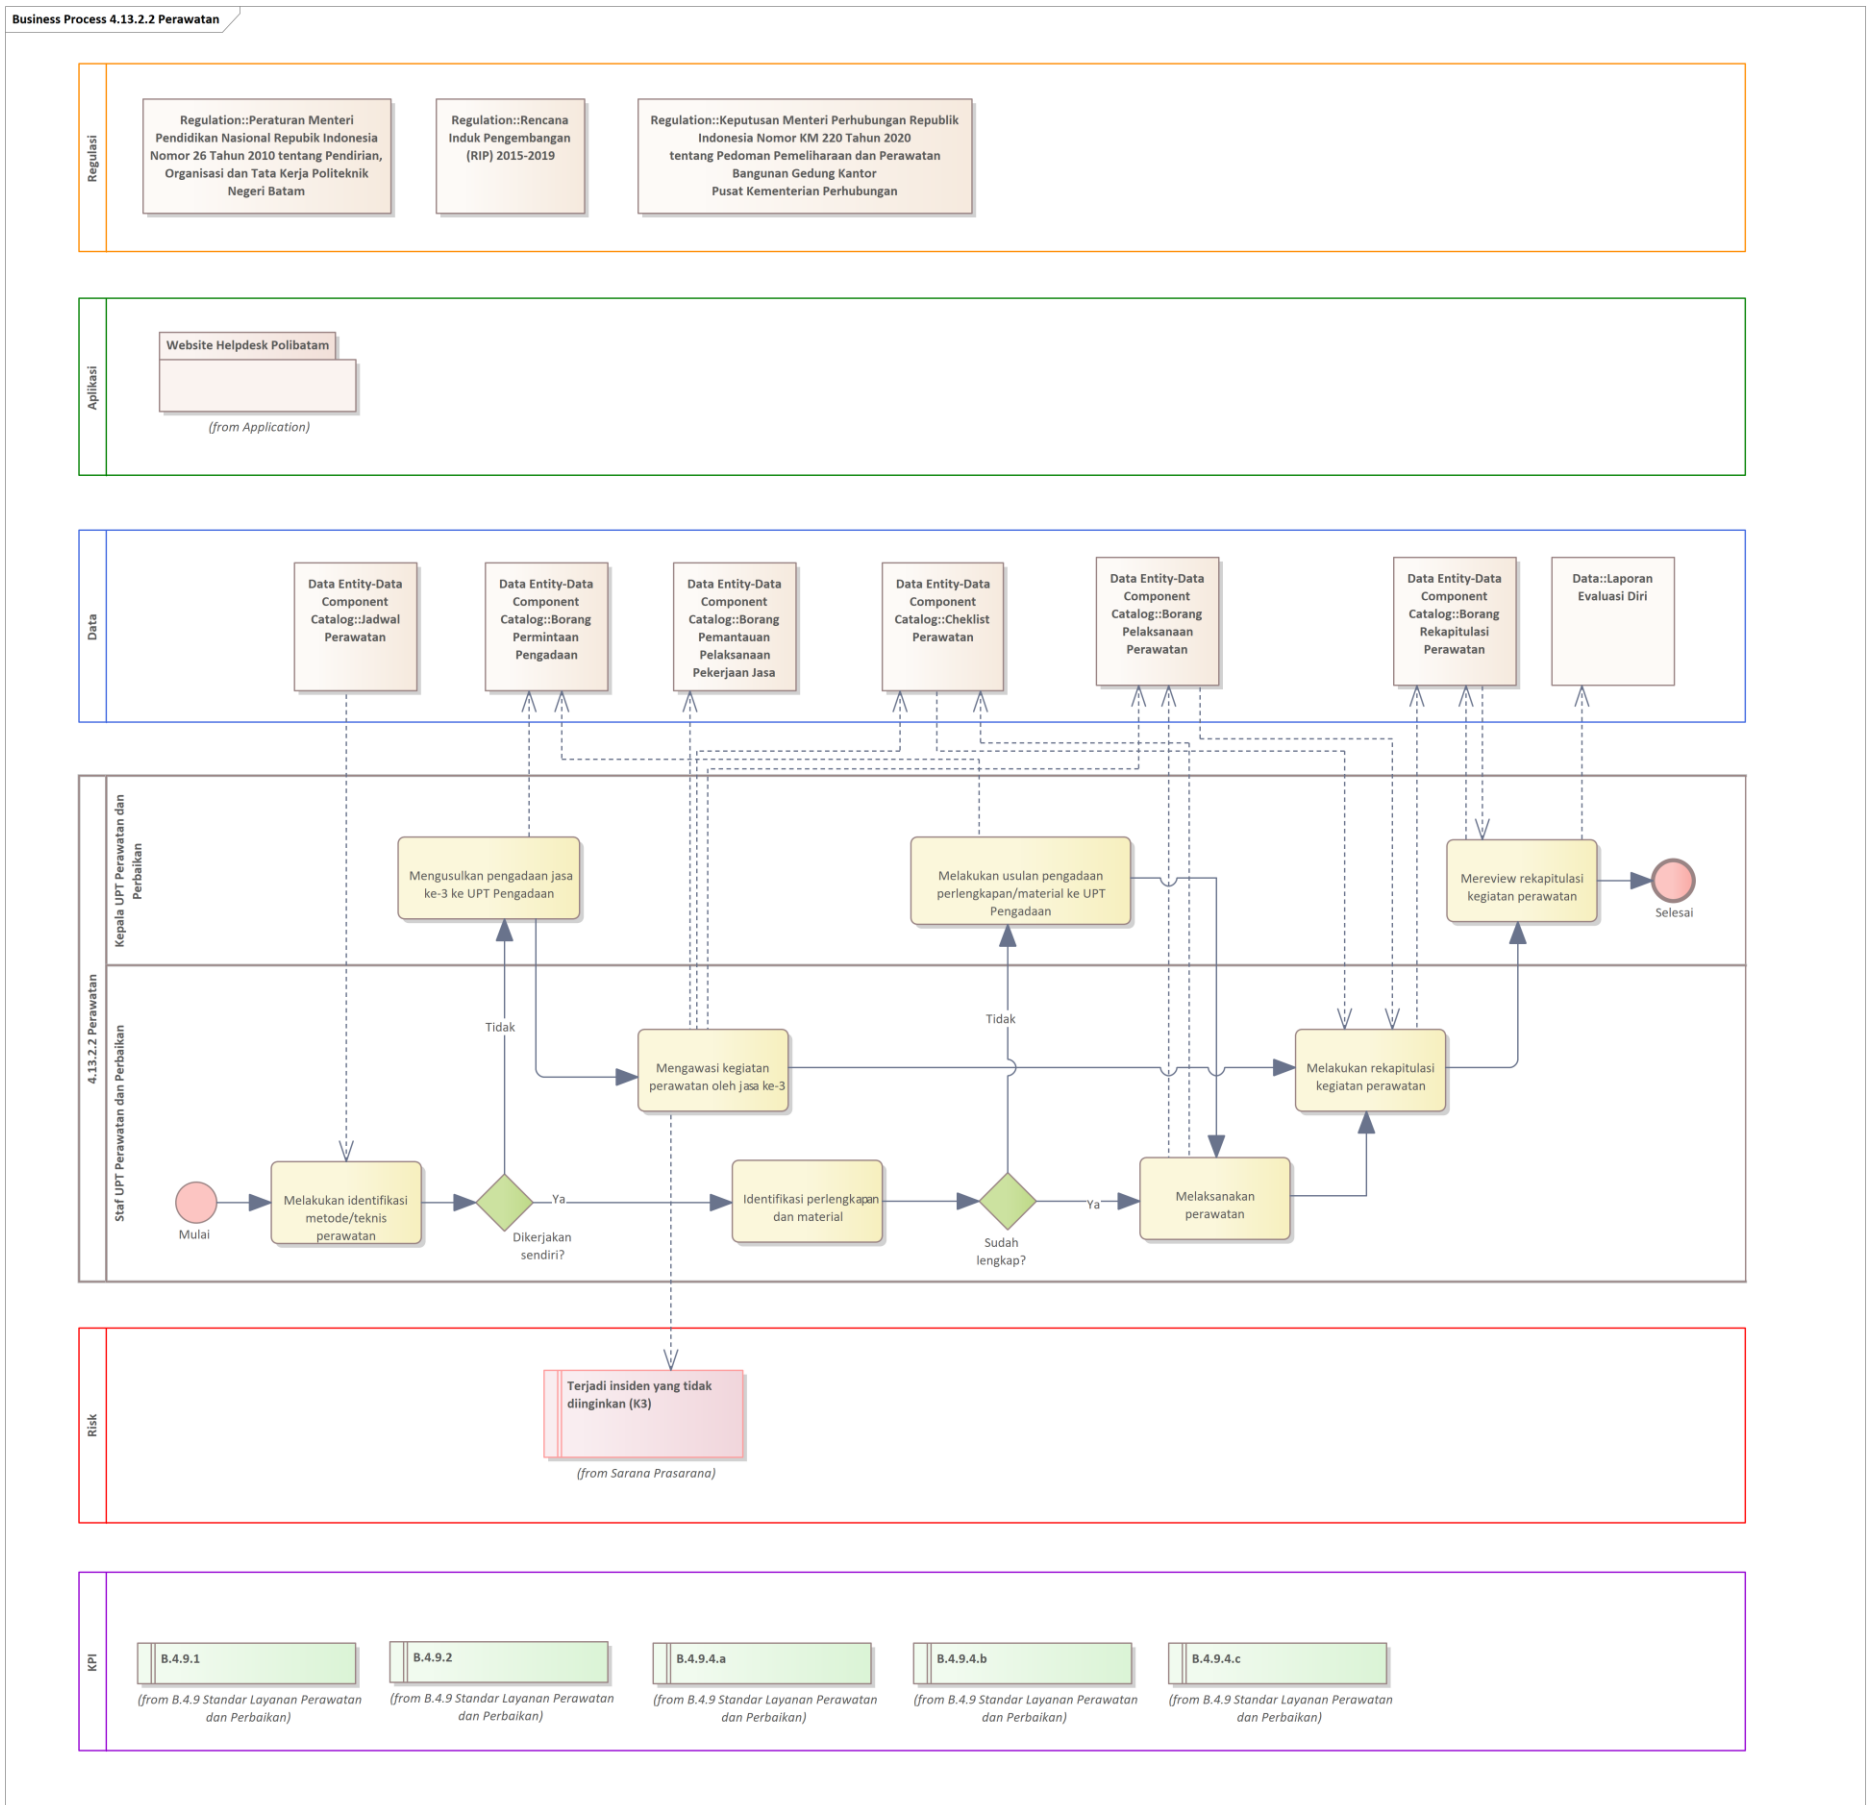 Business Process 4.13.2.2 Perawatan
Regulasi
Regulation::Peraturan Menteri
Pendidikan Nasional Repubik Indonesia
Nomor 26 Tahun 2010 tentang Pendirian,
Organisasi dan Tata Kerja Politeknik
Negeri Batam
Regulation::Rencana
Induk Pengembangan
(RIP) 2015-2019
Regulation::Keputusan Menteri Perhubungan Republik
Indonesia Nomor KM 220 Tahun 2020
tentang Pedoman Pemeliharaan dan Perawatan
Bangunan Gedung Kantor
Pusat Kementerian Perhubungan
Aplikasi
Website Helpdesk Polibatam
(from Application)
Data
Data Entity-Data
Component
Catalog::Jadwal
Perawatan
Data Entity-Data
Component
Catalog::Borang
Permintaan
Pengadaan
Data Entity-Data
Component
Catalog::Borang
Pemantauan
Pelaksanaan
Pekerjaan Jasa
Data Entity-Data
Component
Catalog::Cheklist
Perawatan
Data Entity-Data
Component
Catalog::Borang
Pelaksanaan
Perawatan
Data Entity-Data
Component
Catalog::Borang
Rekapitulasi
Perawatan
Data::Laporan
Evaluasi Diri
4.13.2.2 Perawatan
Kepala UPT Perawatan dan
Perbaikan
Mengusulkan pengadaan jasa
ke-3 ke UPT Pengadaan
Melakukan usulan pengadaan
perlengkapan/material ke UPT
Pengadaan
Mereview rekapitulasi
kegiatan perawatan
Selesai
Staf UPT Perawatan dan Perbaikan
Tidak
Tidak
Mengawasi kegiatan
perawatan oleh jasa ke-3
Melakukan rekapitulasi
kegiatan perawatan
Mulai
Melakukan identifikasi
metode/teknis
perawatan
Ya
Dikerjakan
sendiri?
Identifikasi perlengkapan
dan material
Sudah
lengkap?
Ya
Melaksanakan
perawatan
Risk
Terjadi insiden yang tidak
diinginkan (K3)
(from Sarana Prasarana)
KPI
B.4.9.1
(from B.4.9 Standar Layanan Perawatan
dan Perbaikan)
B.4.9.2
(from B.4.9 Standar Layanan Perawatan
dan Perbaikan)
B.4.9.4.a
(from B.4.9 Standar Layanan Perawatan
dan Perbaikan)
B.4.9.4.b
(from B.4.9 Standar Layanan Perawatan
dan Perbaikan)
B.4.9.4.c
(from B.4.9 Standar Layanan Perawatan
dan Perbaikan)